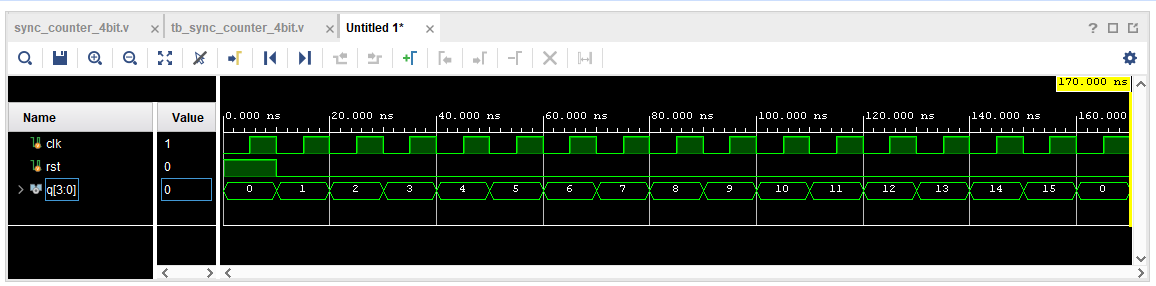 sync_counter_4bit.v × tb_sync_counter_4bit.v × Untitled 1* × ?
170.000 ns
Name Value 0.000 ns 20.000 ns 40.000 ns 60.000 ns 80.000 ns 100.000 ns 120.000 ns 140.000 ns 160.000
clk 1
rst 0
q[3:0] 0 0 1 2 3 4 5 6 7 8 9 10 11 12 13 14 15 0